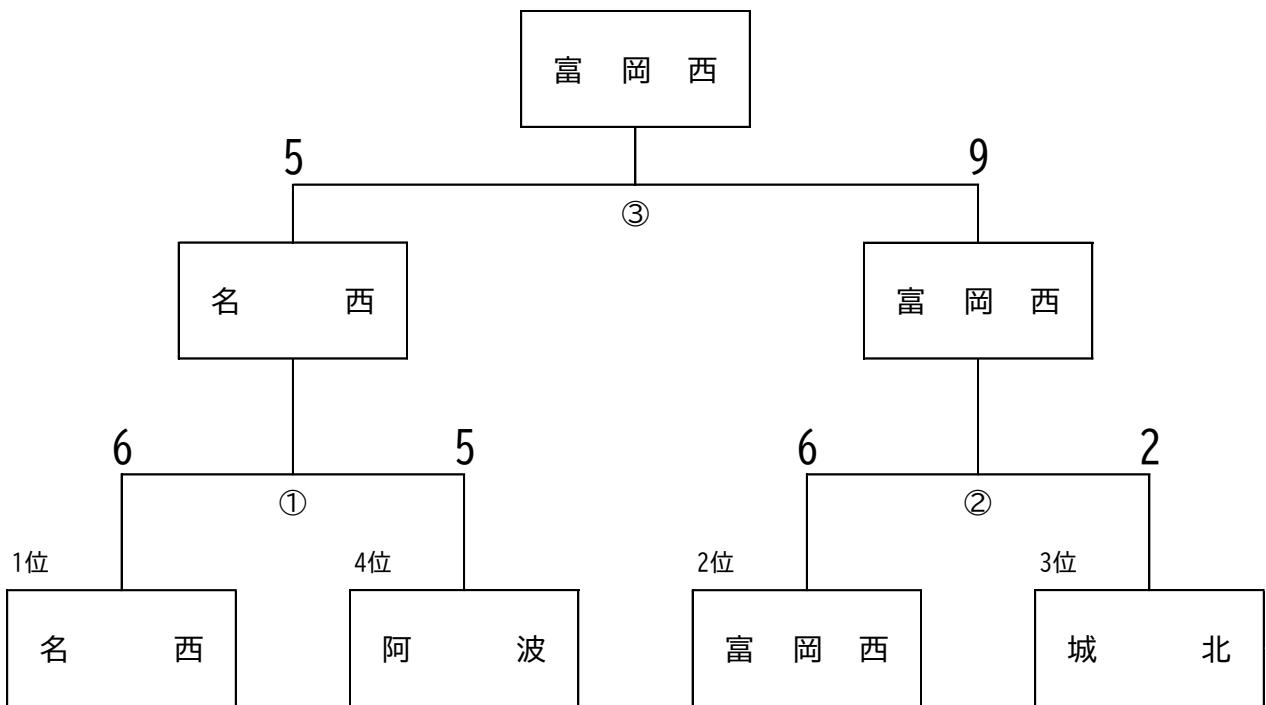 富岡西
5 9
③
名西 富岡西
6 5 6 2
① ②
1位 4位 2位 3位
名西 阿波 富岡西 城北